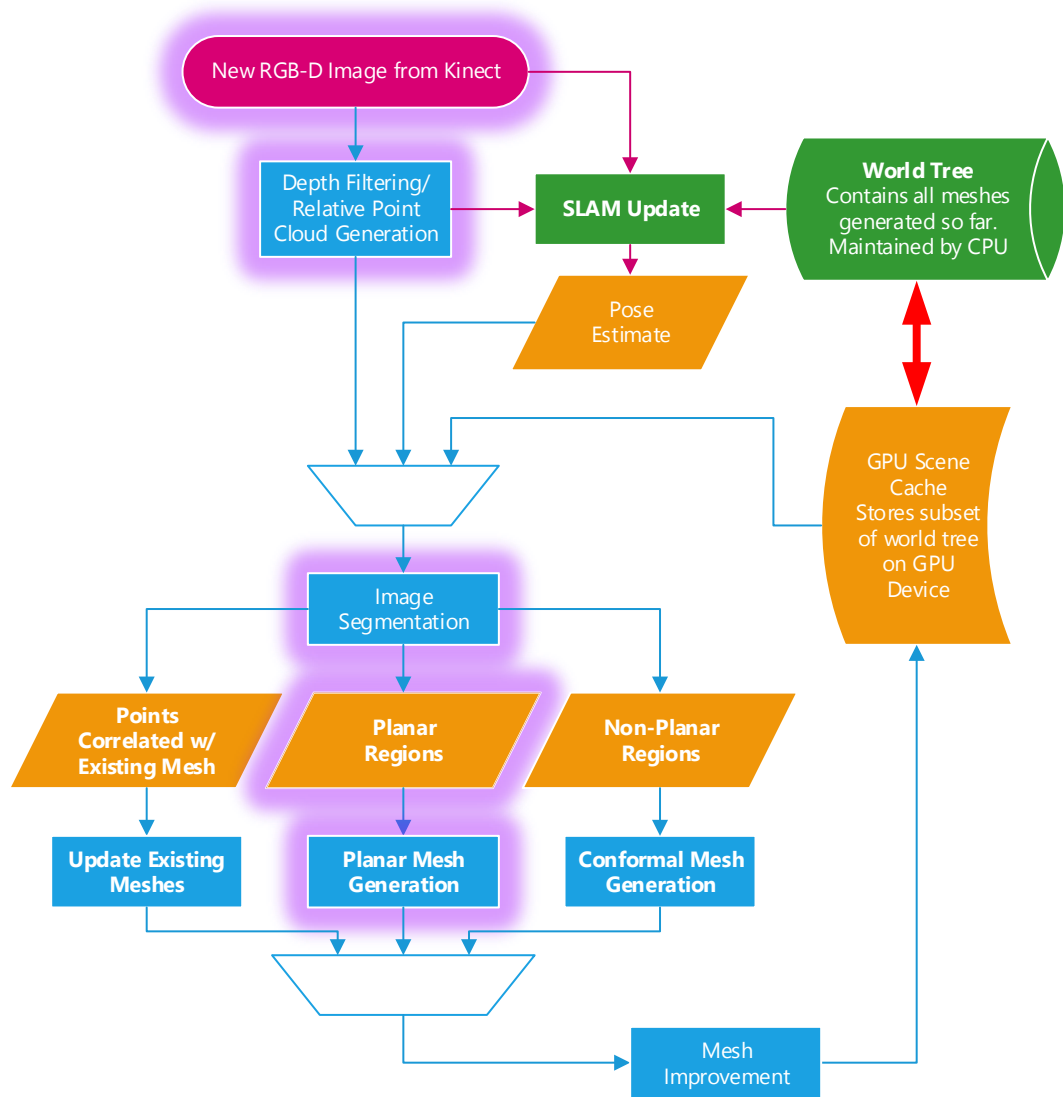 New RGB-D Image from Kinect
Depth Filtering/
Relative Point
Cloud Generation
SLAM Update
World Tree
Contains all meshes
generated so far.
Maintained by CPU
Pose
Estimate
GPU Scene
Cache
Stores subset
of world tree
on GPU
Device
Image
Segmentation
Points
Correlated w/
Existing Mesh
Planar
Regions
Non-Planar
Regions
Update Existing
Meshes
Planar Mesh
Generation
Conformal Mesh
Generation
Mesh
Improvement